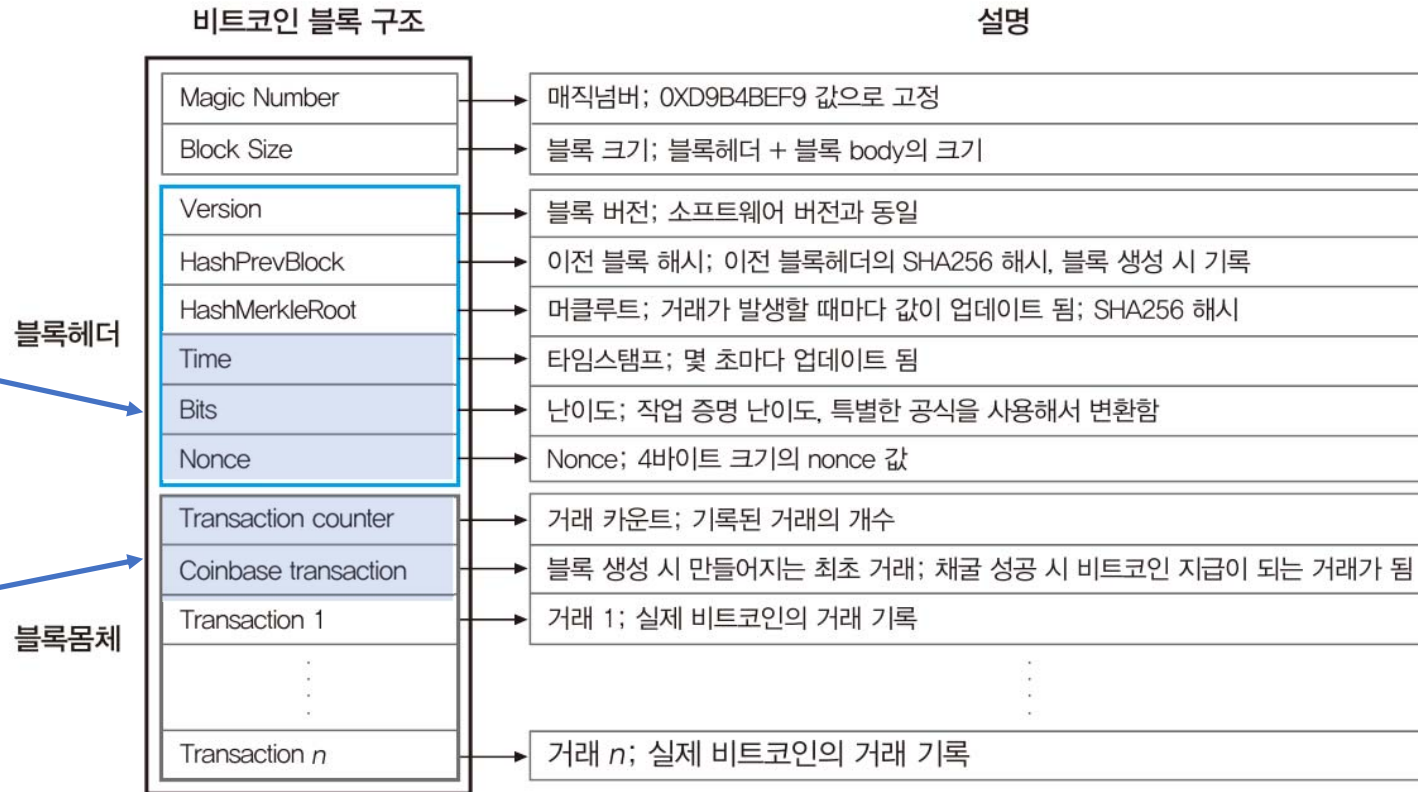 비트코인 블록 구조 설명
Magic Number 매직넘버; 0XD9B4BEF9 값으로 고정
Block Size 블록 크기; 블록헤더 + 블록 body의 크기
Version 블록 버전; 소프트웨어 버전과 동일
HashPrevBlock 이전 블록 해시; 이전 블록헤더의 SHA256 해시, 블록 생성 시 기록
HashMerkleRoot 머클루트; 거래가 발생할 때마다 값이 업데이트 됨; SHA256 해시
블록헤더
Time 타임스탬프; 몇 초마다 업데이트 됨
Bits 난이도; 작업 증명 난이도, 특별한 공식을 사용해서 변환함
Nonce Nonce; 4바이트 크기의 nonce 값
Transaction counter 거래 카운트; 기록된 거래의 개수
Coinbase transaction 블록 생성 시 만들어지는 최초 거래; 채굴 성공 시 비트코인 지급이 되는 거래가 됨
Transaction 1 거래 1; 실제 비트코인의 거래 기록
블록몸체
Transaction n 거래 n; 실제 비트코인의 거래 기록